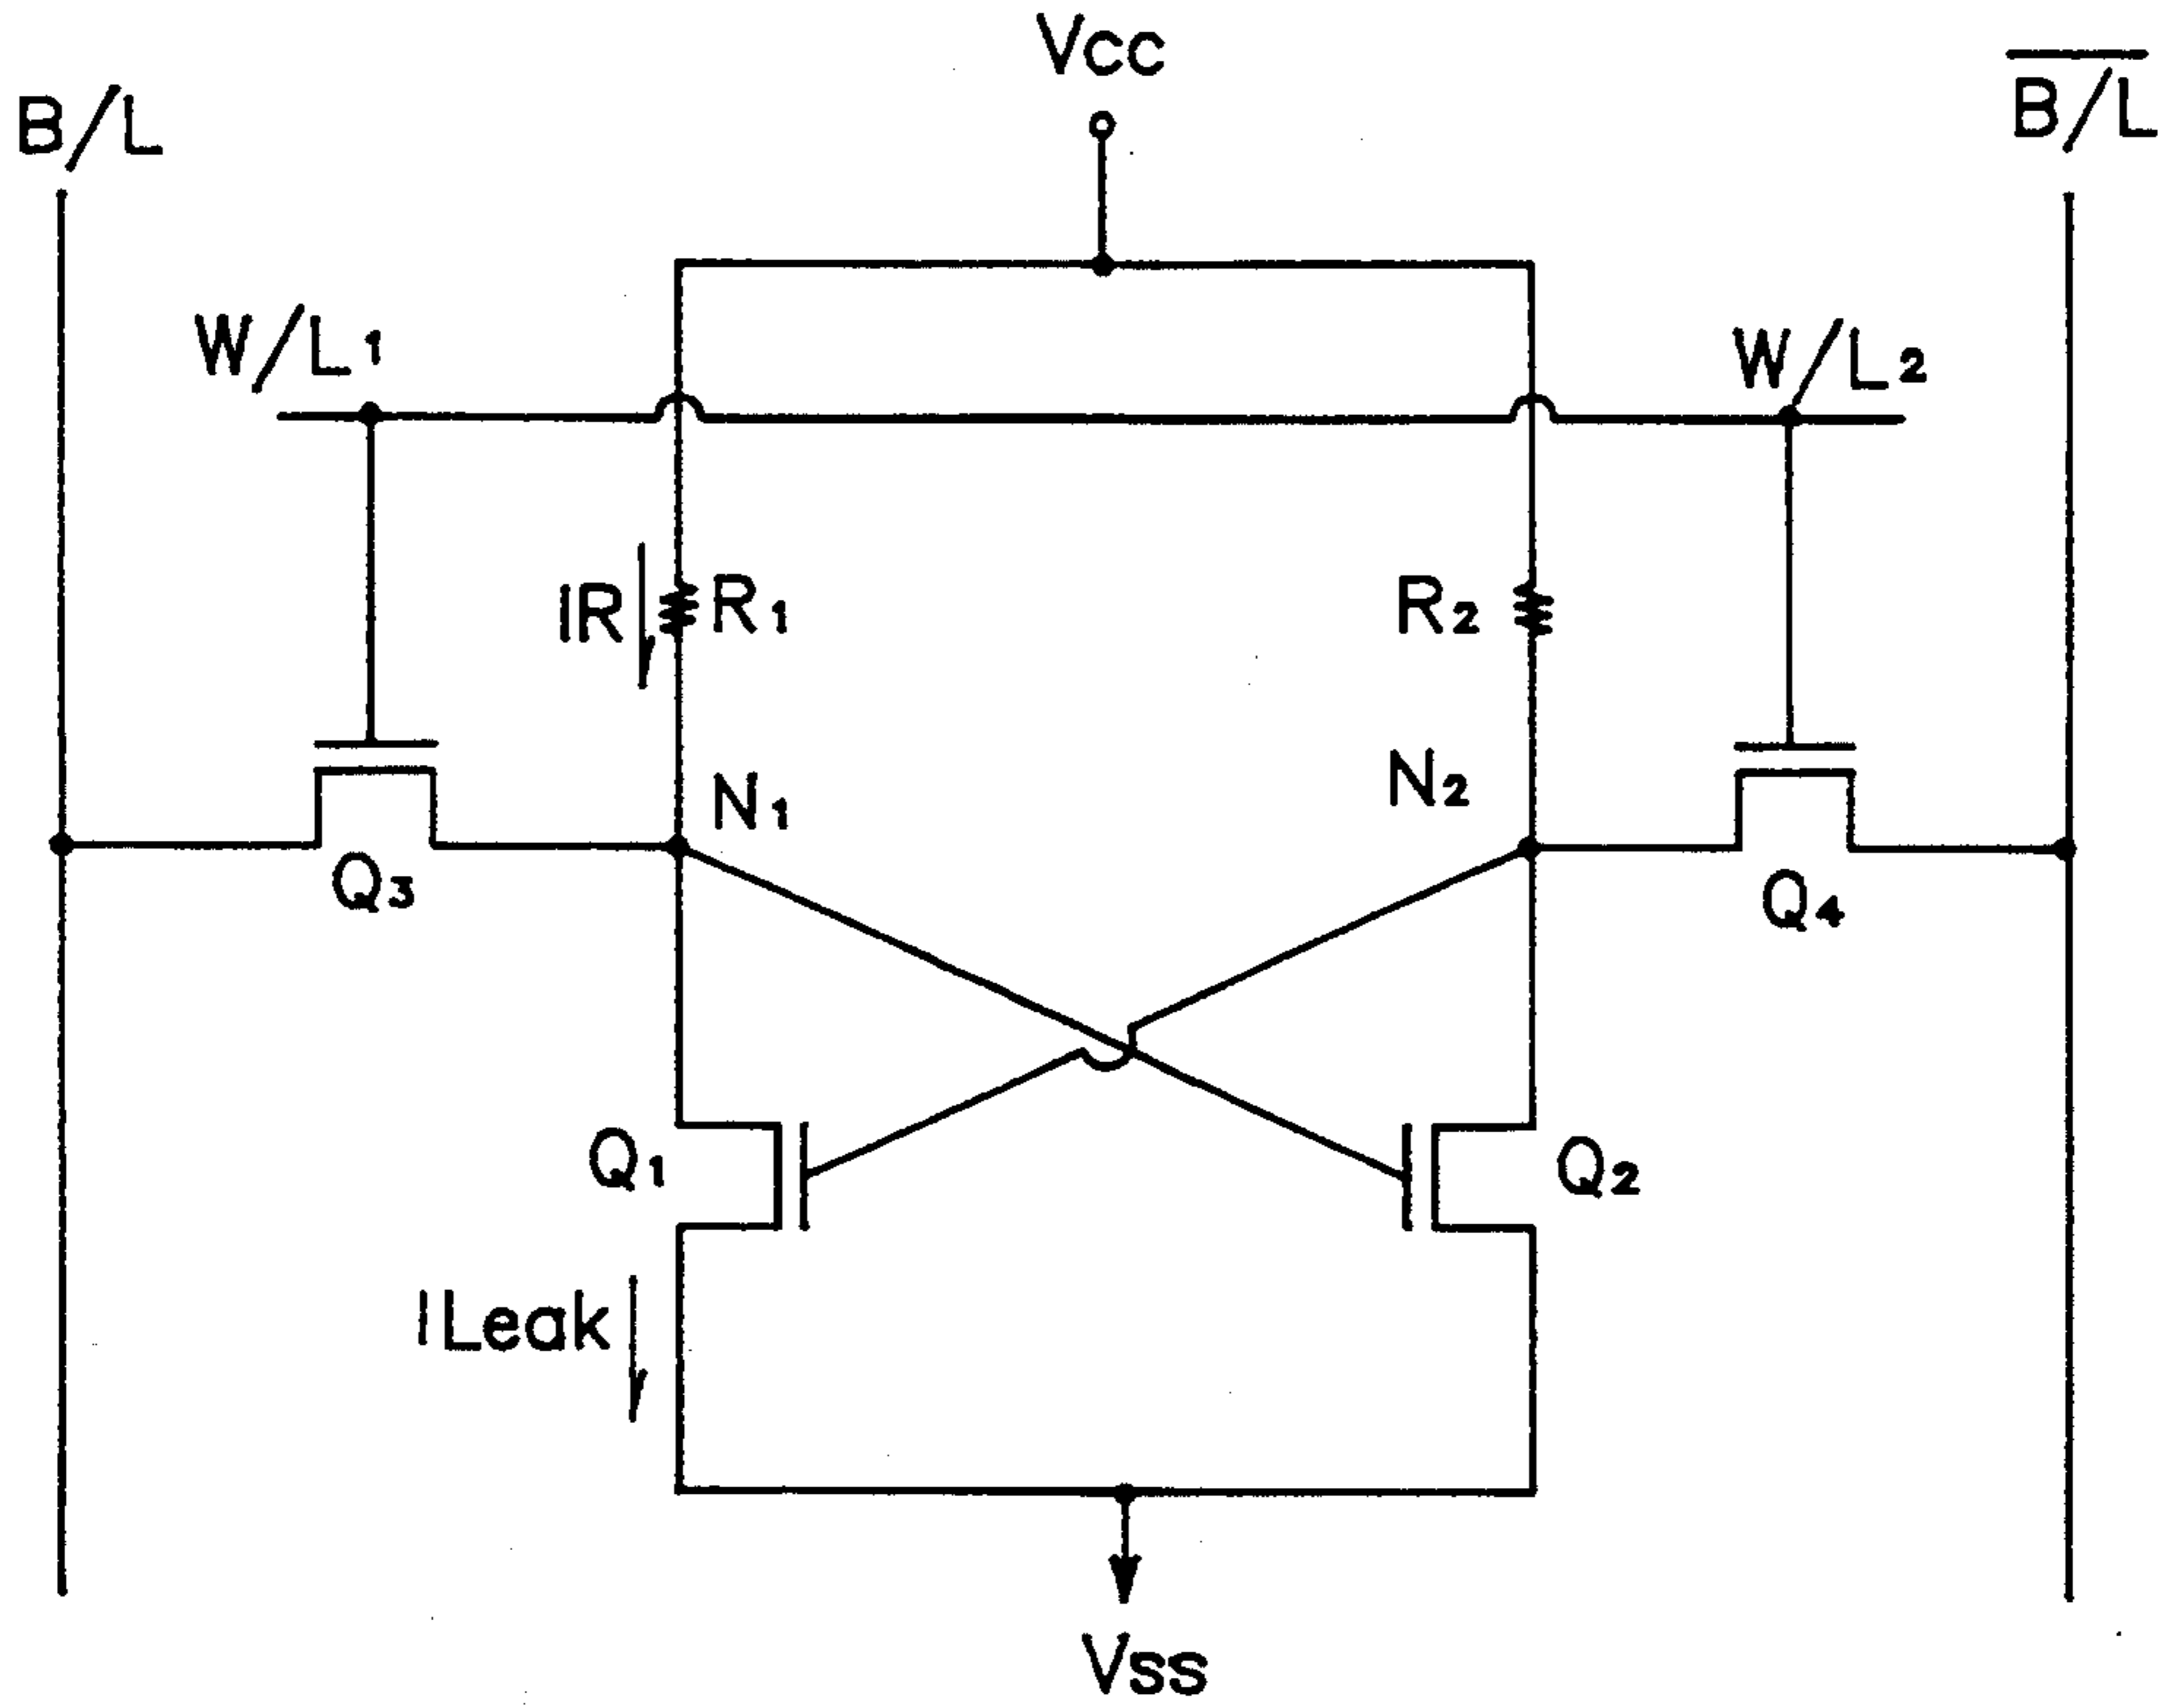 Vcc
B/L
B/L
W/L1
W/L2
IR
R1
R2
N1
N2
Q3
Q4
Q1
Q2
ILeak
Vss